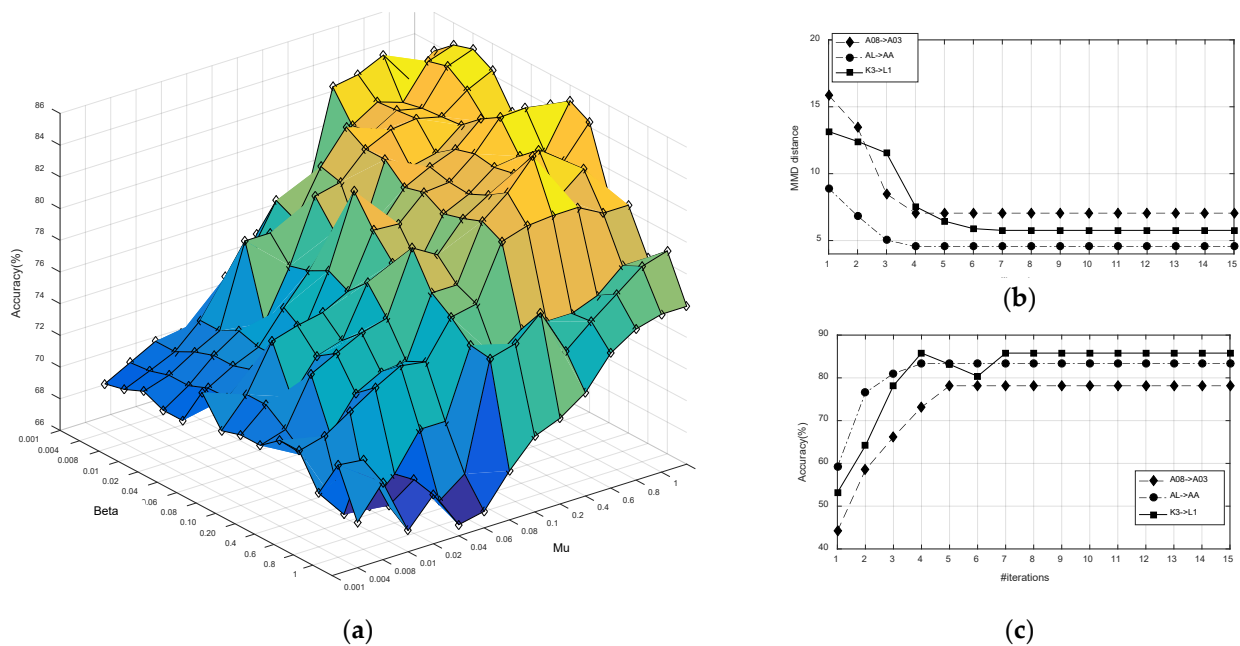 86
84
82
80
78
76
74
72
70
68
66
Accuracy(%)
0.001
0.004
0.008
0.01
0.02
0.04
0.06
0.08
0.10
0.20
0.4
0.6
0.8
1
Beta
0.001
0.004
0.008
0.01
0.02
0.04
0.06
0.08
0.1
0.2
0.4
0.6
0.8
1
Mu
(a)
20
15
10
5
MMD distance
A08->A03
AL->AA
K3->L1
1 2 3 4 5 6 7 8 9 10 11 12 13 14 15
(b)
90
80
70
60
50
40
Accuracy(%)
A08->A03
AL->AA
K3->L1
1 2 3 4 5 6 7 8 9 10 11 12 13 14 15
#iterations
(c)